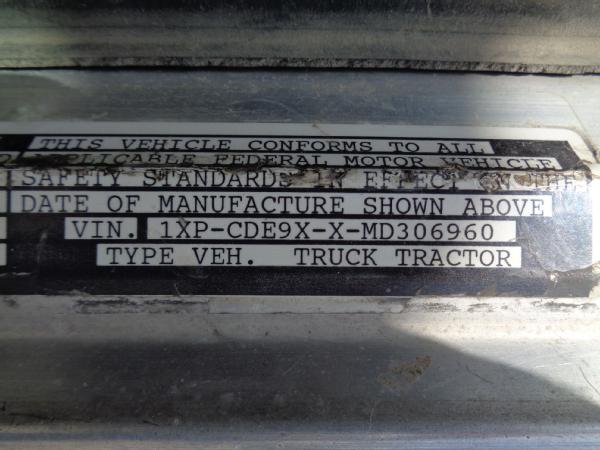 THIS VEHICLE CONFORMS TO ALL
APPLICABLE FEDERAL MOTOR VEHICLE
SAFETY STANDARDS IN EFFECT ON THE
DATE OF MANUFACTURE SHOWN ABOVE
VIN. 1XP-CDE9X-X-MD306960
TYPE VEH. TRUCK TRACTOR